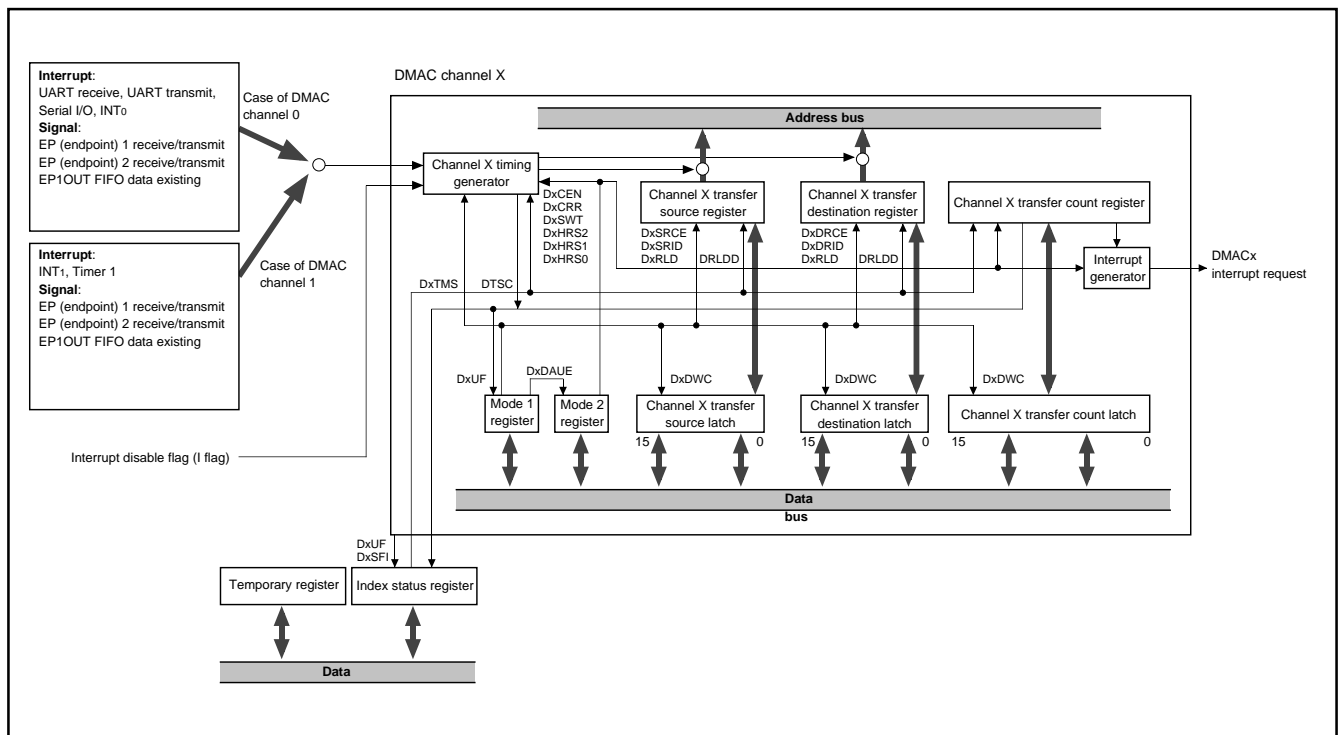 Interrupt:
UART receive, UART transmit,
Serial I/O, INT0
Signal:
EP (endpoint) 1 receive/transmit
EP (endpoint) 2 receive/transmit
EP1OUT FIFO data existing
Case of DMAC
channel 0
Interrupt:
INT1, Timer 1
Signal:
EP (endpoint) 1 receive/transmit
EP (endpoint) 2 receive/transmit
EP1OUT FIFO data existing
Case of DMAC
channel 1
Interrupt disable flag (I flag)
DMAC channel X
Address bus
Channel X timing
generator
DxCEN
DxCRR
DxSWT
DxHRS2
DxHRS1
DxHRS0
Channel X transfer
source register
DxSRCE
DxSRID
DxRLD
DRLDD
Channel X transfer
destination register
DxDRCE
DxDRID
DxRLD
DRLDD
Channel X transfer count register
Interrupt
generator
DMACx
interrupt request
DxTMS
DTSC
DxUF
DxDAUE
DxDWC
DxDWC
DxDWC
Mode 1
register
Mode 2
register
Channel X transfer
source latch
15 0
Channel X transfer
destination latch
15 0
Channel X transfer count latch
15 0
Data
bus
DxUF
DxSFI
Temporary register
Index status register
Data